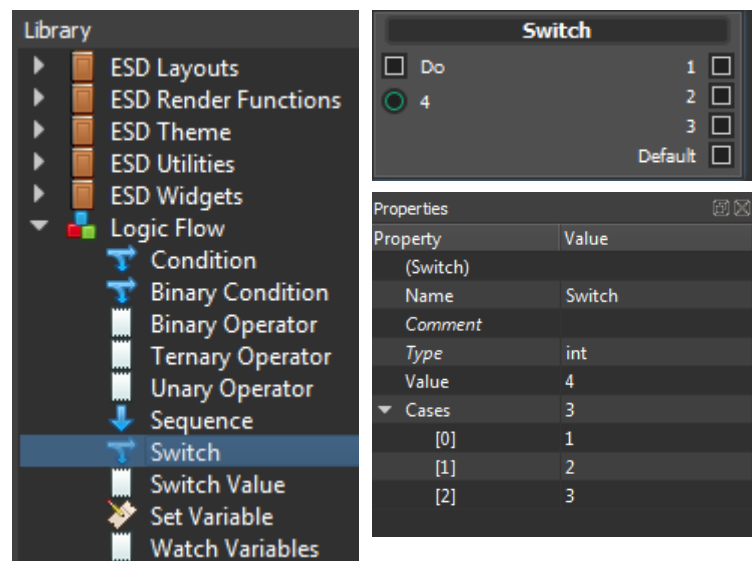 Library
ESD Layouts
ESD Render Functions
ESD Theme
ESD Utilities
ESD Widgets
Logic Flow
Condition
Binary Condition
Binary Operator
Ternary Operator
Unary Operator
Sequence
Switch
Switch Value
Set Variable
Watch Variables
Switch
Do 1
4 2
3
Default
Properties
Property Value
(Switch)
Name Switch
Comment
Type int
Value 4
Cases 3
[0] 1
[1] 2
[2] 3